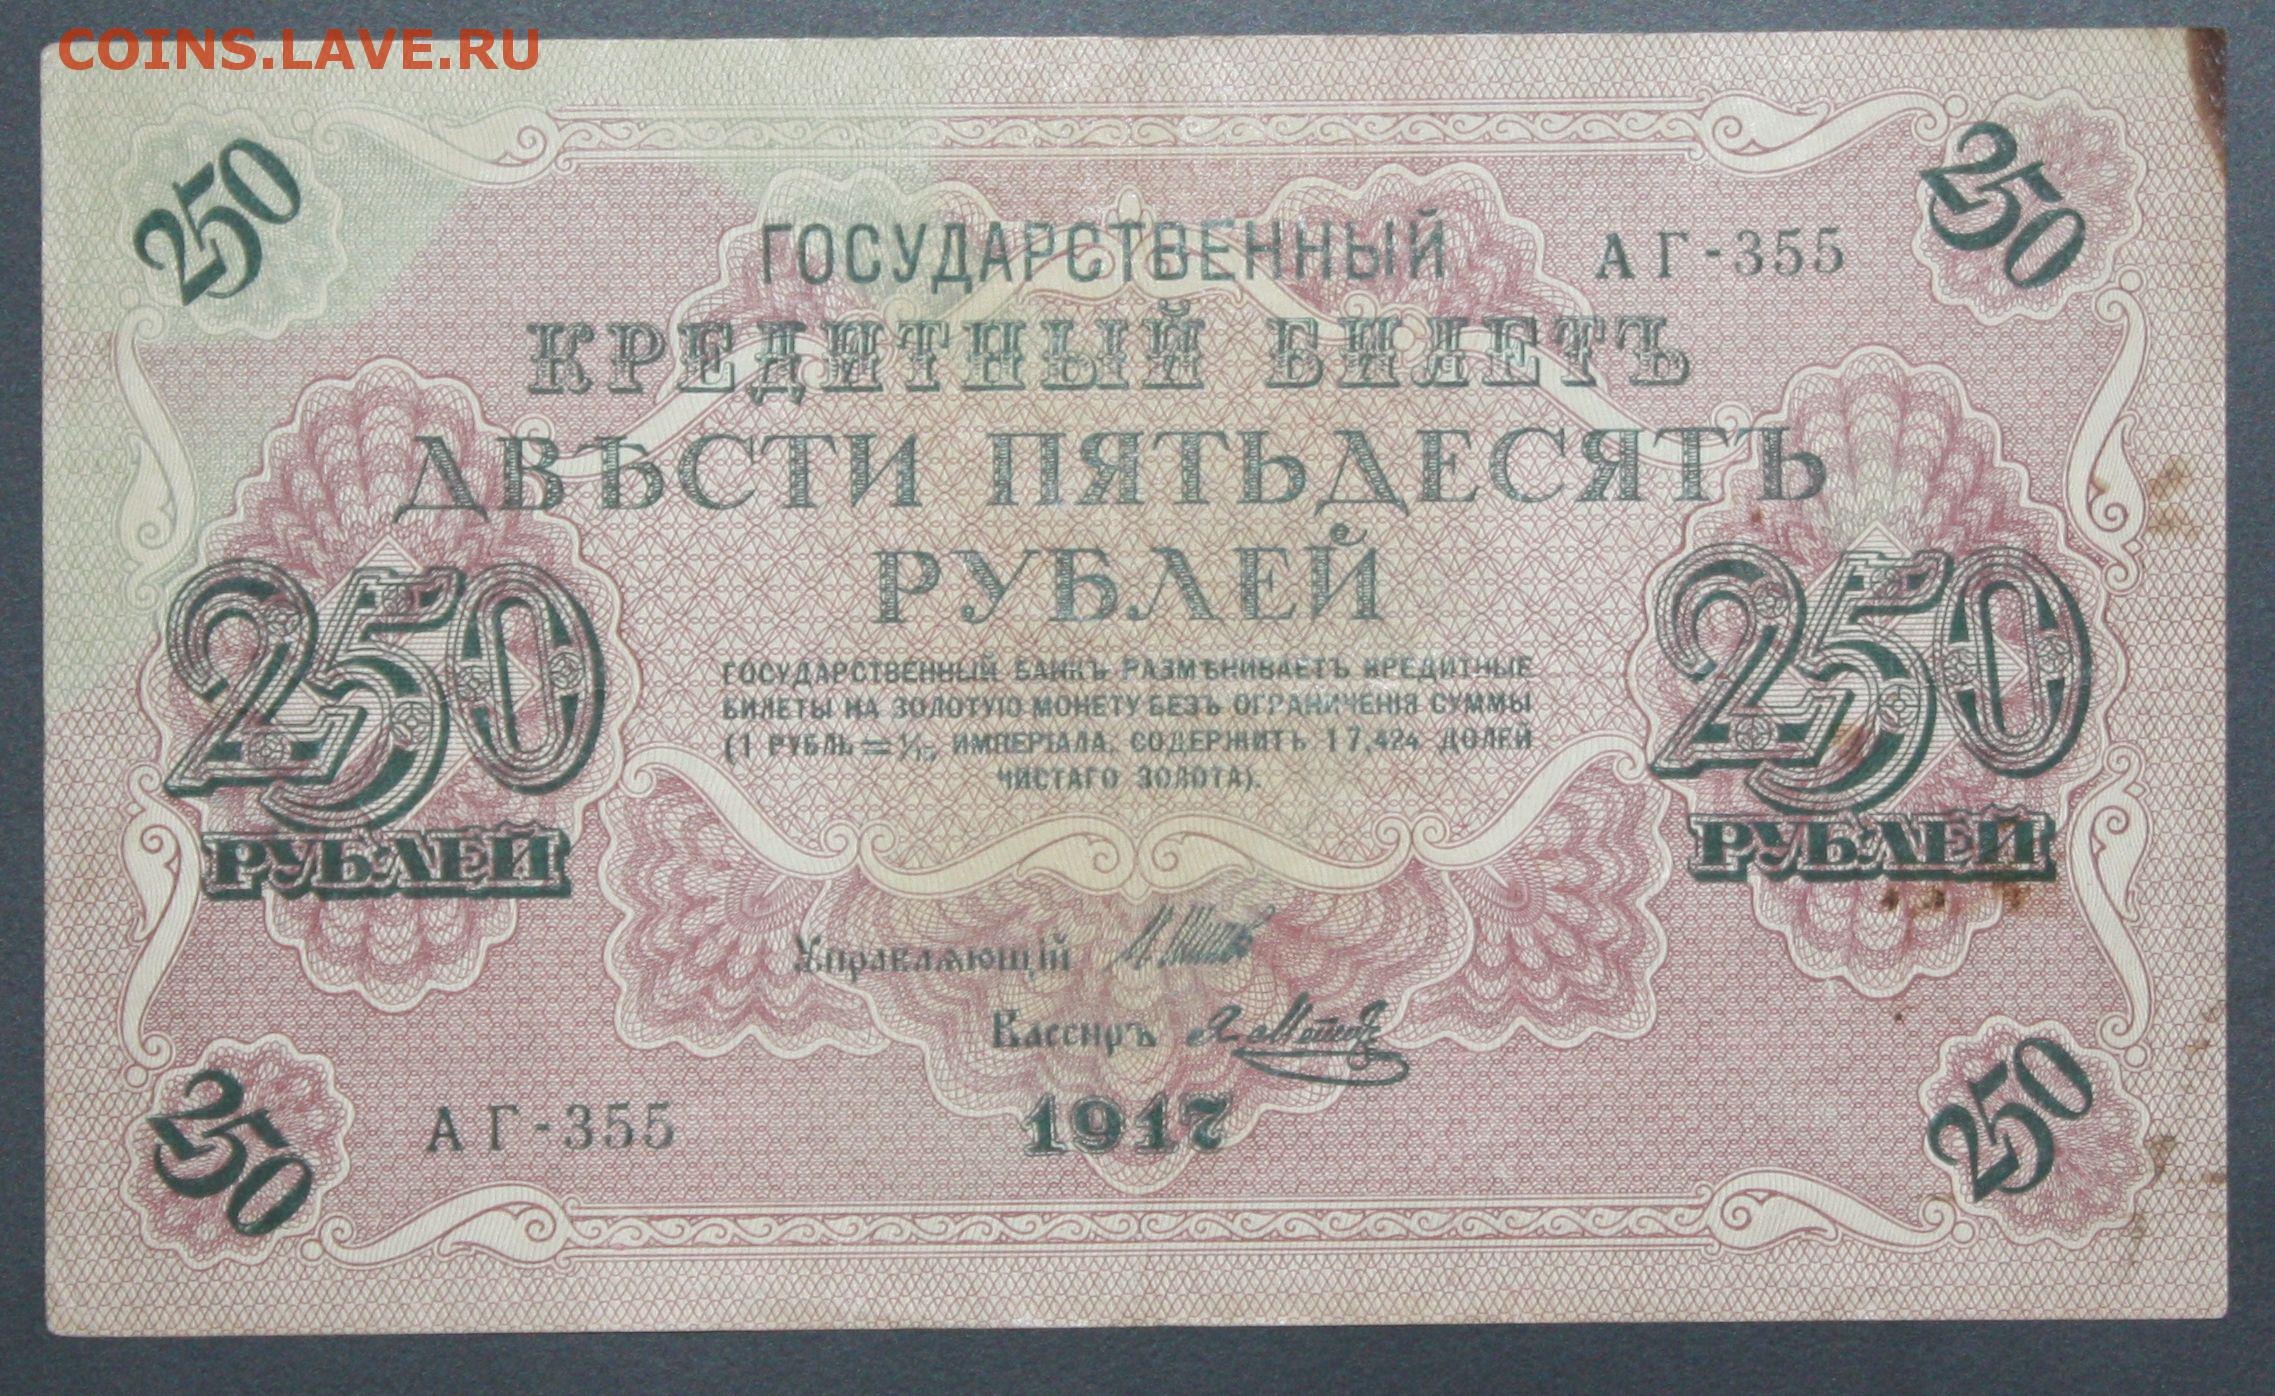 COINS.LAVE.RU
250
250
ГОСУДАРСТВЕННЫЙ
АГ-355
КРЕДИТНЫЙ БИЛЕТЪ
ДВѢСТИ ПЯТЬДЕСЯТЪ
РУБЛЕЙ
250
РУБЛЕЙ
250
РУБЛЕЙ
ГОСУДАРСТВЕННЫЙ БАНКЪ РАЗМѢНИВАЕТЪ КРЕДИТНЫЕ
БИЛЕТЫ НА ЗОЛОТУЮ МОНЕТУ БЕЗЪ ОГРАНИЧЕНІЯ СУММЫ
(1 РУБЛЬ = 1/15 ИМПЕРІАЛА, СОДЕРЖИТЪ 17,424 ДОЛЕЙ
ЧИСТАГО ЗОЛОТА).
Управляющій
Кассиръ
АГ-355
1917
250
250